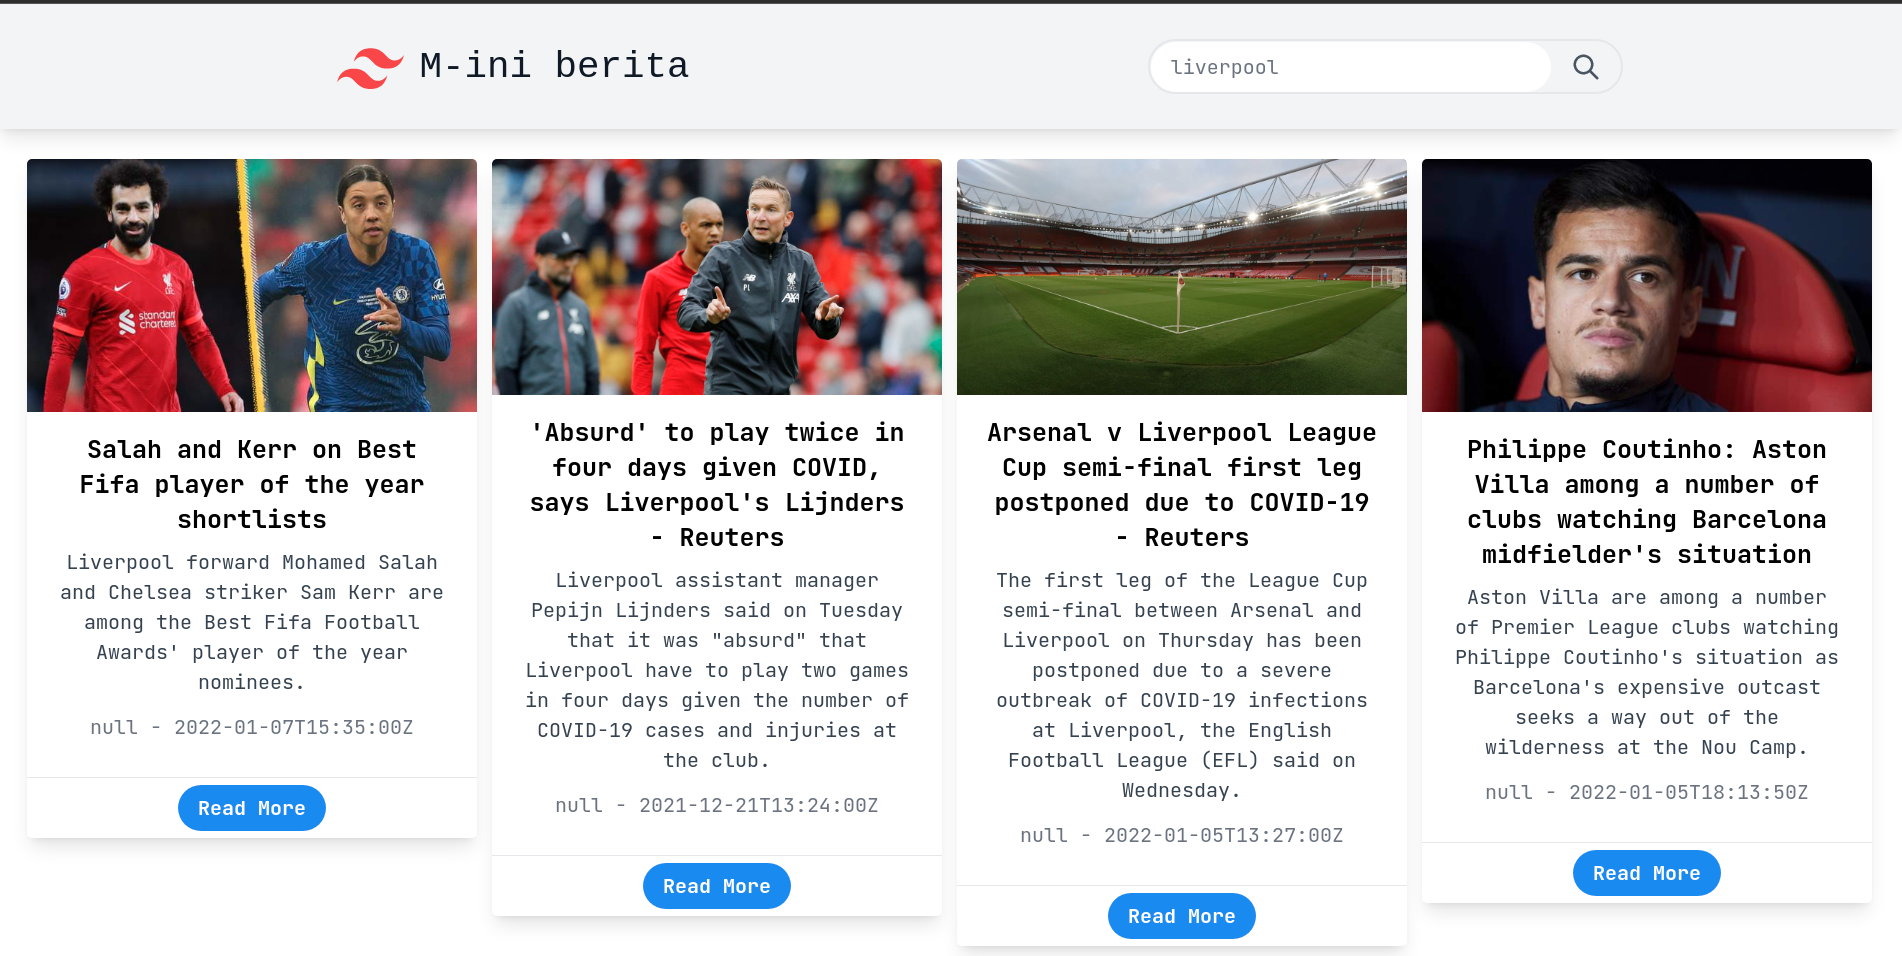 M-ini berita
liverpool
standard
chartered
PL
AXA
N
Salah and Kerr on Best
Fifa player of the year
shortlists
Liverpool forward Mohamed Salah
and Chelsea striker Sam Kerr are
among the Best Fifa Football
Awards' player of the year
nominees.
null - 2022-01-07T15:35:00Z
Read More
'Absurd' to play twice in
four days given COVID,
says Liverpool's Lijnders
- Reuters
Liverpool assistant manager
Pepijn Lijnders said on Tuesday
that it was "absurd" that
Liverpool have to play two games
in four days given the number of
COVID-19 cases and injuries at
the club.
null - 2021-12-21T13:24:00Z
Read More
Arsenal v Liverpool League
Cup semi-final first leg
postponed due to COVID-19
- Reuters
The first leg of the League Cup
semi-final between Arsenal and
Liverpool on Thursday has been
postponed due to a severe
outbreak of COVID-19 infections
at Liverpool, the English
Football League (EFL) said on
Wednesday.
null - 2022-01-05T13:27:00Z
Read More
Philippe Coutinho: Aston
Villa among a number of
clubs watching Barcelona
midfielder's situation
Aston Villa are among a number
of Premier League clubs watching
Philippe Coutinho's situation as
Barcelona's expensive outcast
seeks a way out of the
wilderness at the Nou Camp.
null - 2022-01-05T18:13:50Z
Read More